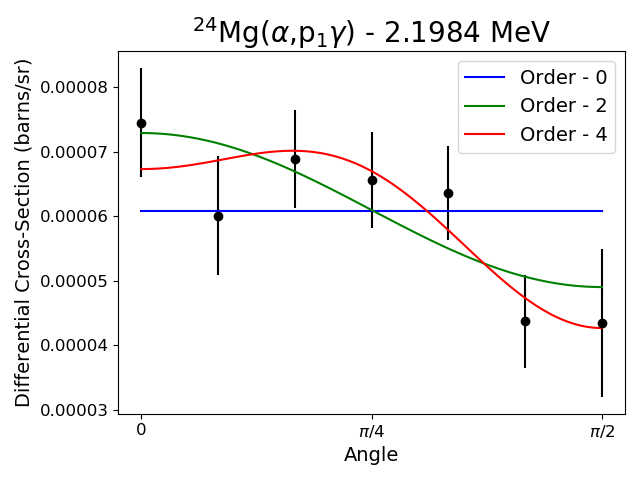 ²⁴Mg(α,p₁γ) - 2.1984 MeV
Order - 0
Order - 2
Order - 4
Differential Cross-Section (barns/sr)
0.00008
0.00007
0.00006
0.00005
0.00004
0.00003
0
π/4
π/2
Angle